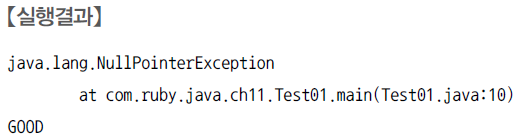 【실행결과】
java.lang.NullPointerException
at com.ruby.java.ch11.Test01.main(Test01.java:10)
GOOD